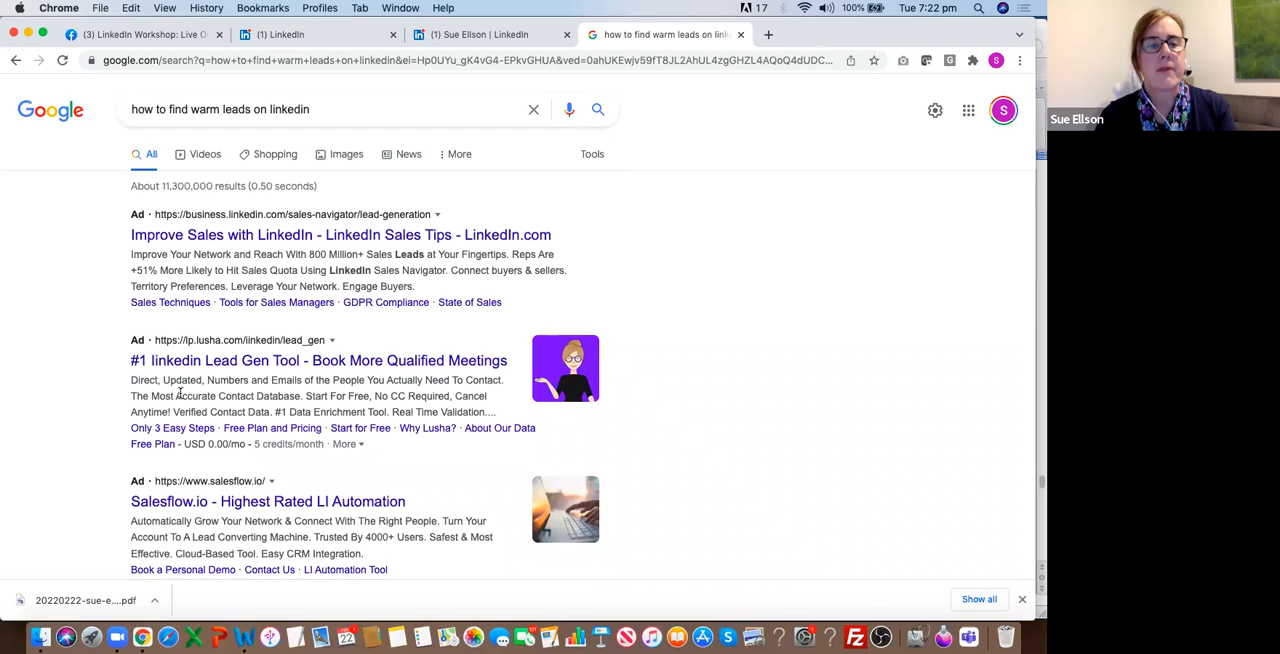 Chrome File Edit View History Bookmarks Profiles Tab Window Help 17 100% Tue 7:22 pm
(3) LinkedIn Workshop: Live O (1) LinkedIn (1) Sue Ellson | LinkedIn how to find warm leads on link
google.com/search?q=how+to+find+warm+leads+on+linkedin&ei=Hp0UYu_gK4vG4-EPkvGHUA&ved=0ahUKEwjv59fT8JL2AhUL4zgGHZL4AQoQ4dUDC... S
Sue Ellson
Google how to find warm leads on linkedin S
All Videos Shopping Images News More Tools
About 11,300,000 results (0.50 seconds)
Ad · https://business.linkedin.com/sales-navigator/lead-generation
Improve Sales with LinkedIn - LinkedIn Sales Tips - LinkedIn.com
Improve Your Network and Reach With 800 Million+ Sales Leads at Your Fingertips. Reps Are
+51% More Likely to Hit Sales Quota Using LinkedIn Sales Navigator. Connect buyers & sellers.
Territory Preferences. Leverage Your Network. Engage Buyers.
Sales Techniques · Tools for Sales Managers · GDPR Compliance · State of Sales
Ad · https://lp.lusha.com/linkedin/lead_gen
#1 linkedin Lead Gen Tool - Book More Qualified Meetings
Direct, Updated, Numbers and Emails of the People You Actually Need To Contact.
The Most Accurate Contact Database. Start For Free, No CC Required, Cancel
Anytime! Verified Contact Data. #1 Data Enrichment Tool. Real Time Validation....
Only 3 Easy Steps · Free Plan and Pricing · Start for Free · Why Lusha? · About Our Data
Free Plan - USD 0.00/mo - 5 credits/month · More
Ad · https://www.salesflow.io/
Salesflow.io - Highest Rated LI Automation
Automatically Grow Your Network & Connect With The Right People. Turn Your
Account To A Lead Converting Machine. Trusted By 4000+ Users. Safest & Most
Effective. Cloud-Based Tool. Easy CRM Integration.
Book a Personal Demo · Contact Us · LI Automation Tool
20220222-sue-e....pdf Show all